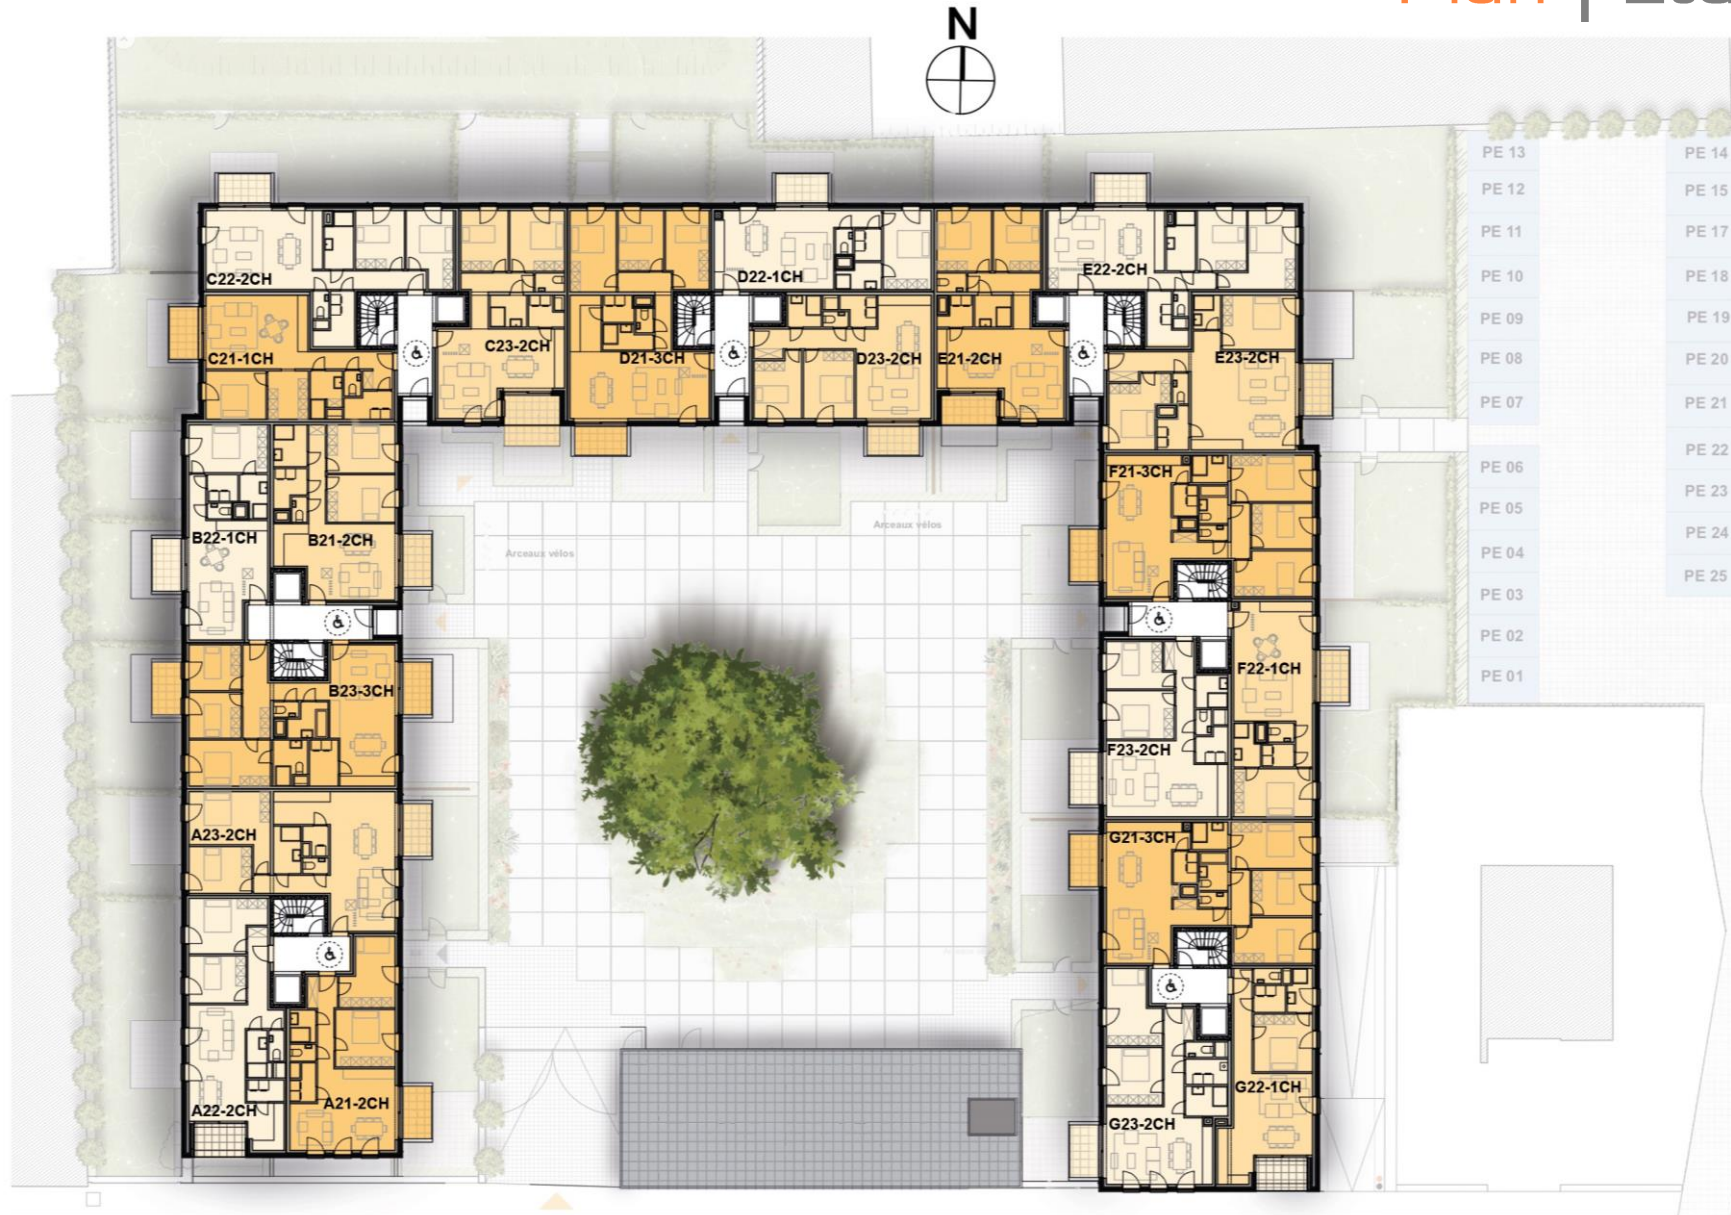 Plan |
N
PE 13
PE 14
PE 12
PE 15
PE 11
PE 17
PE 10
PE 18
PE 09
PE 19
PE 08
PE 20
PE 07
PE 21
PE 22
PE 06
PE 23
PE 05
PE 24
PE 04
PE 25
PE 03
PE 02
PE 01
C22-2CH
D22-1CH
E22-2CH
C21-1CH
C23-2CH
D21-3CH
D23-2CH
E21-2CH
E23-2CH
F21-3CH
B22-1CH
B21-2CH
Arceaux vélos
Arceaux vélos
B23-3CH
F22-1CH
F23-2CH
A23-2CH
G21-3CH
A22-2CH
A21-2CH
G22-1CH
G23-2CH